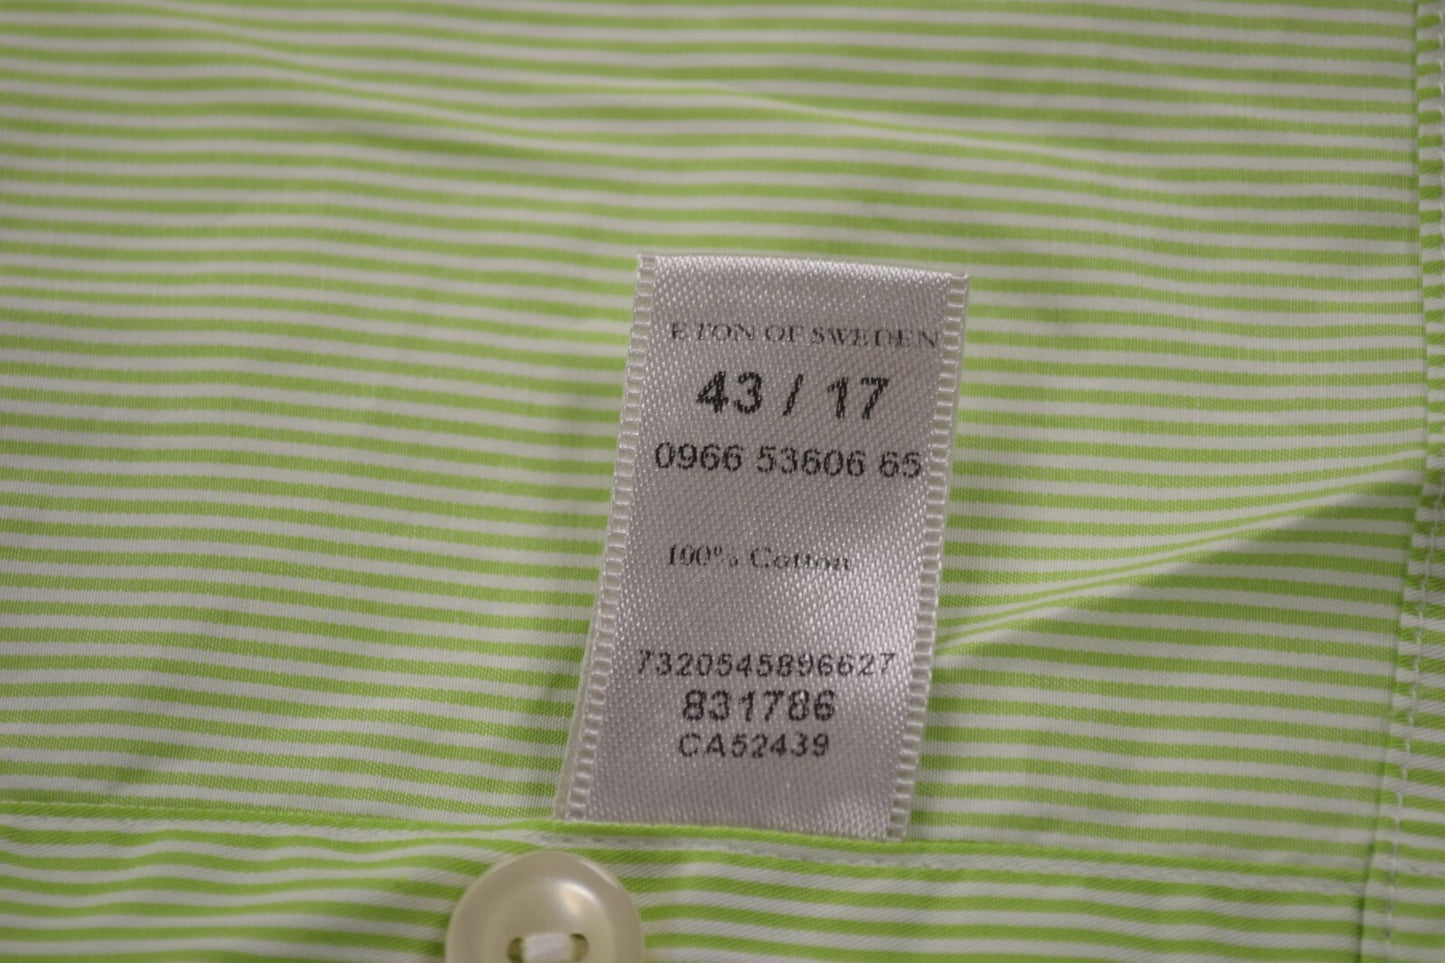 ETON OF SWEDEN
43 / 17
0966 53606 65
100% Cotton
7320545896627
831786
CA52439